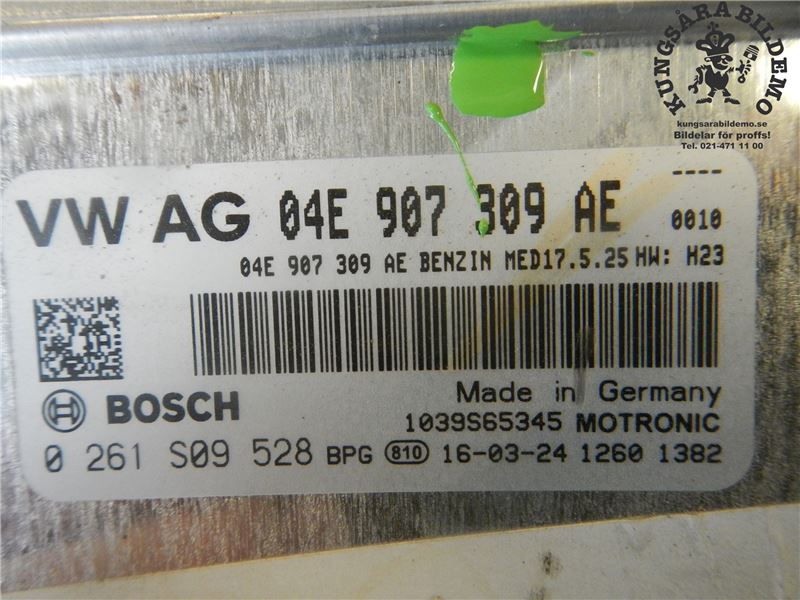 KUNGSÅRA BILDEMO
kungsarabildemo.se
Bildelar för proffs!
Tel. 021-471 11 00
----
VW AG 04E 907 309 AE 0010
04E 907 309 AE BENZIN MED17.5.25 HW: H23
BOSCH
Made in Germany
1039S65345 MOTRONIC
0 261 S09 528 BPG 810 16-03-24 1260 1382